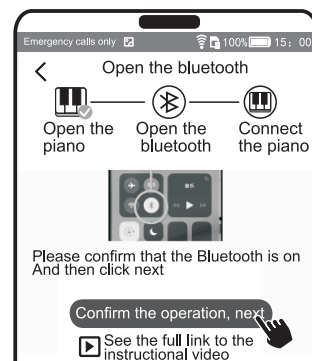 Emergency calls only 100% 15: 00
Open the bluetooth
Open the piano
Open the bluetooth
Connect the piano
音乐
Please confirm that the Bluetooth is on
And then click next
Confirm the operation, next
See the full link to the
instructional video